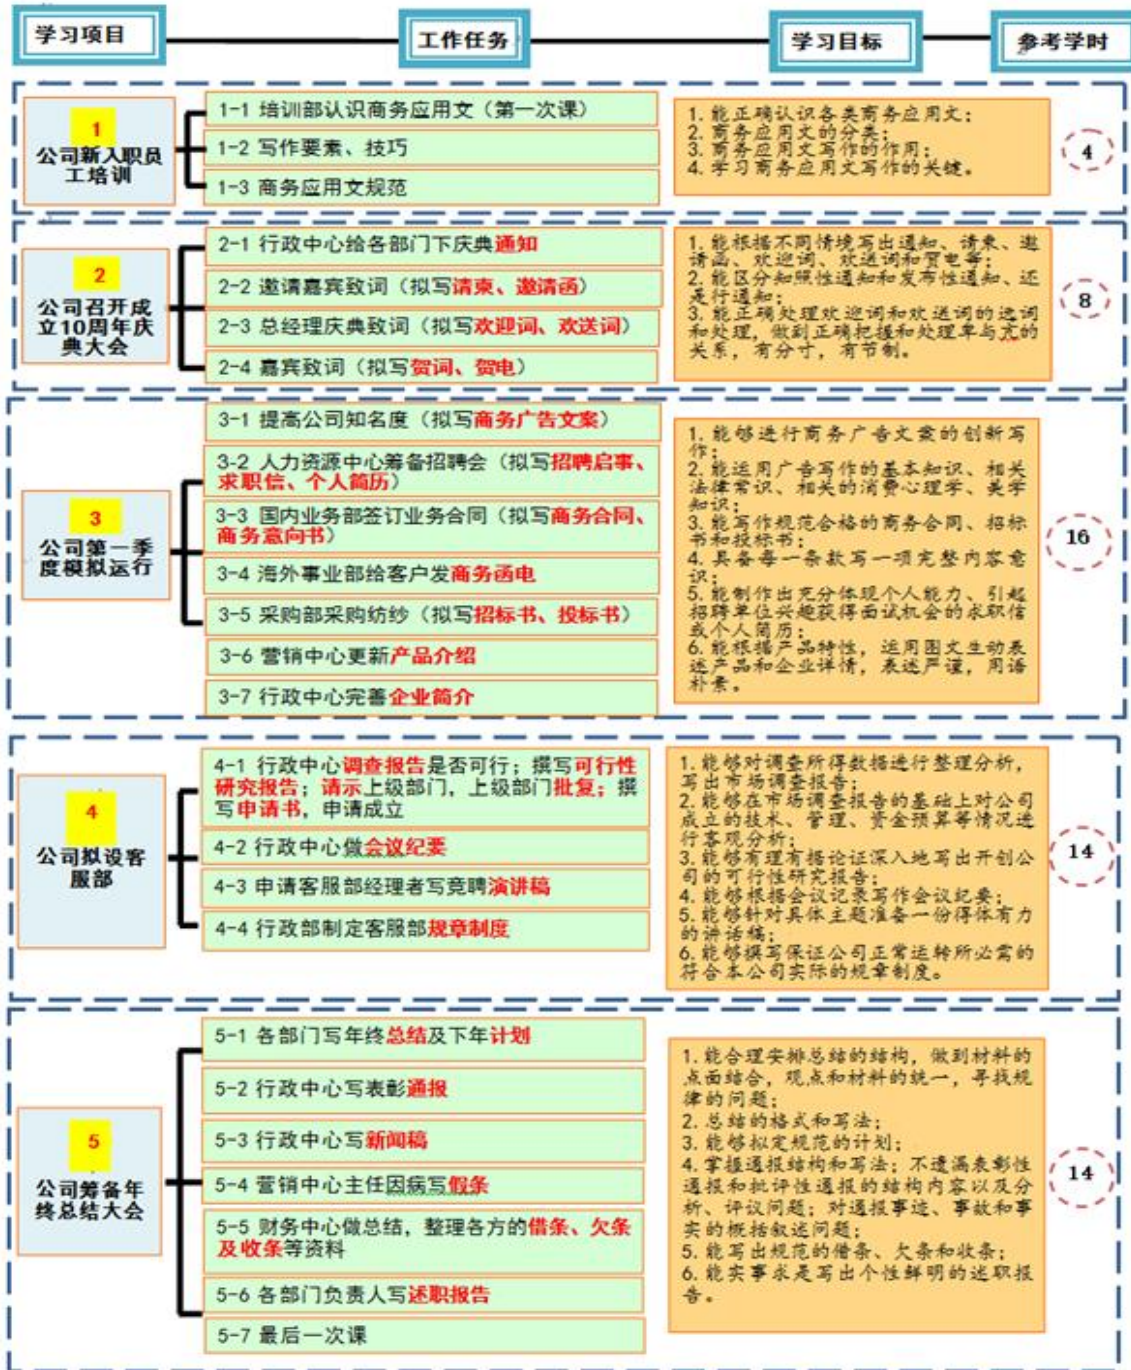 学习项目
工作任务
学习目标
参考学时
1
公司新入职员
工培训
1-1 培训部认识商务应用文（第一次课）
1-2 写作要素、技巧
1-3 商务应用文规范
1. 能正确认识各类商务应用文；
2. 商务应用文的分类；
3. 商务应用文写作的作用；
4. 学习商务应用文写作的关键。
4
2
公司召开成
立10周年庆
典大会
2-1 行政中心给各部门下庆典通知
2-2 邀请嘉宾致词（拟写请柬、邀请函）
2-3 总经理庆典致词（拟写欢迎词、欢送词）
2-4 嘉宾致词（拟写贺词、贺电）
1. 能根据不同情境写出通知、请柬、邀
请函、欢迎词、欢送词和贺电等；
2. 能区分知照性通知和发布性通知、还
是行通知；
3. 能正确处理欢迎词和欢送词的选词
和处理，做到正确把握和处理卑与亢的
关系，有分寸，有节制。
8
3
公司第一季
度模拟运行
3-1 提高公司知名度（拟写商务广告文案）
3-2 人力资源中心筹备招聘会（拟写招聘启事、
求职信、个人简历）
3-3 国内业务部签订业务合同（拟写商务合同、
商务意向书）
3-4 海外事业部给客户发商务函电
3-5 采购部采购纺纱（拟写招标书、投标书）
3-6 营销中心更新产品介绍
3-7 行政中心完善企业简介
1. 能够进行商务广告文案的创新写
作；
2. 能运用广告写作的基本知识、相关
法律常识、相关的消费心理学、美学
知识；
3. 能写作规范合格的商务合同、招标
书和投标书；
4. 具备每一条款写一项完整内容意
识；
5. 能制作出充分体现个人能力、引起
招聘单位兴趣获得面试机会的求职信
或个人简历；
6. 能根据产品特性，运用图文生动表
述产品和企业详情，表述严谨，用语
朴素。
16
4
公司拟设客
服部
4-1 行政中心调查报告是否可行；撰写可行性
研究报告；请示上级部门，上级部门批复；撰
写申请书，申请成立
4-2 行政中心做会议纪要
4-3 申请客服部经理者写竞聘演讲稿
4-4 行政部制定客服部规章制度
1. 能够对调查所得数据进行整理分析，
写出市场调查报告；
2. 能够在市场调查报告的基础上对公司
成立的技术、管理、资金预算等情况进
行客观分析；
3. 能够有理有据论证深入地写出开创公
司的可行性研究报告；
4. 能够根据会议记录写作会议纪要；
5. 能够针对具体主题准备一份得体有力
的讲话稿；
6. 能够撰写保证公司正常运转所必需的
符合本公司实际的规章制度。
14
5
公司筹备年
终总结大会
5-1 各部门写年终总结及下年计划
5-2 行政中心写表彰通报
5-3 行政中心写新闻稿
5-4 营销中心主任因病写假条
5-5 财务中心做总结，整理各方的借条、欠条
及收条等资料
5-6 各部门负责人写述职报告
5-7 最后一次课
1. 能合理安排总结的结构，做到材料的
点面结合，观点和材料的统一，寻找规
律的问题；
2. 总结的格式和写法；
3. 能够拟定规范的计划；
4. 掌握通报结构和写法；不遗漏表彰性
通报和批评性通报的结构内容以及分
析、评议问题；对通报事迹、事故和事
实的概括叙述问题；
5. 能写出规范的借条、欠条和收条；
6. 能实事求是写出个性鲜明的述职报
告。
14